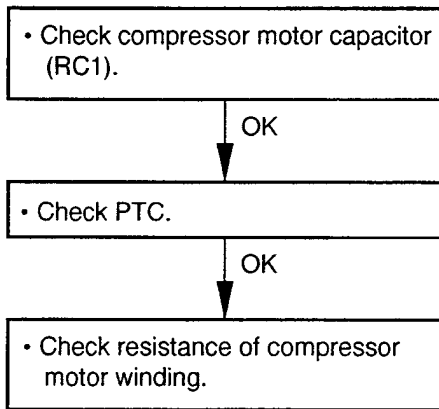 · Check compressor motor capacitor
(RC1).
OK
· Check PTC.
OK
· Check resistance of compressor
motor winding.